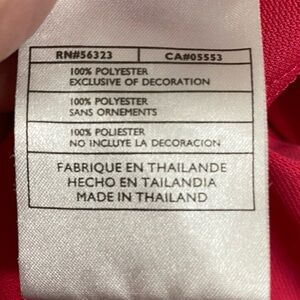 RN#56323 CA#05553
100% POLYESTER
EXCLUSIVE OF DECORATION
100% POLYESTER
SANS ORNEMENTS
100% POLIESTER
NO INCLUYE LA DECORACION
FABRIQUE EN THAILANDE
HECHO EN TAILANDIA
MADE IN THAILAND